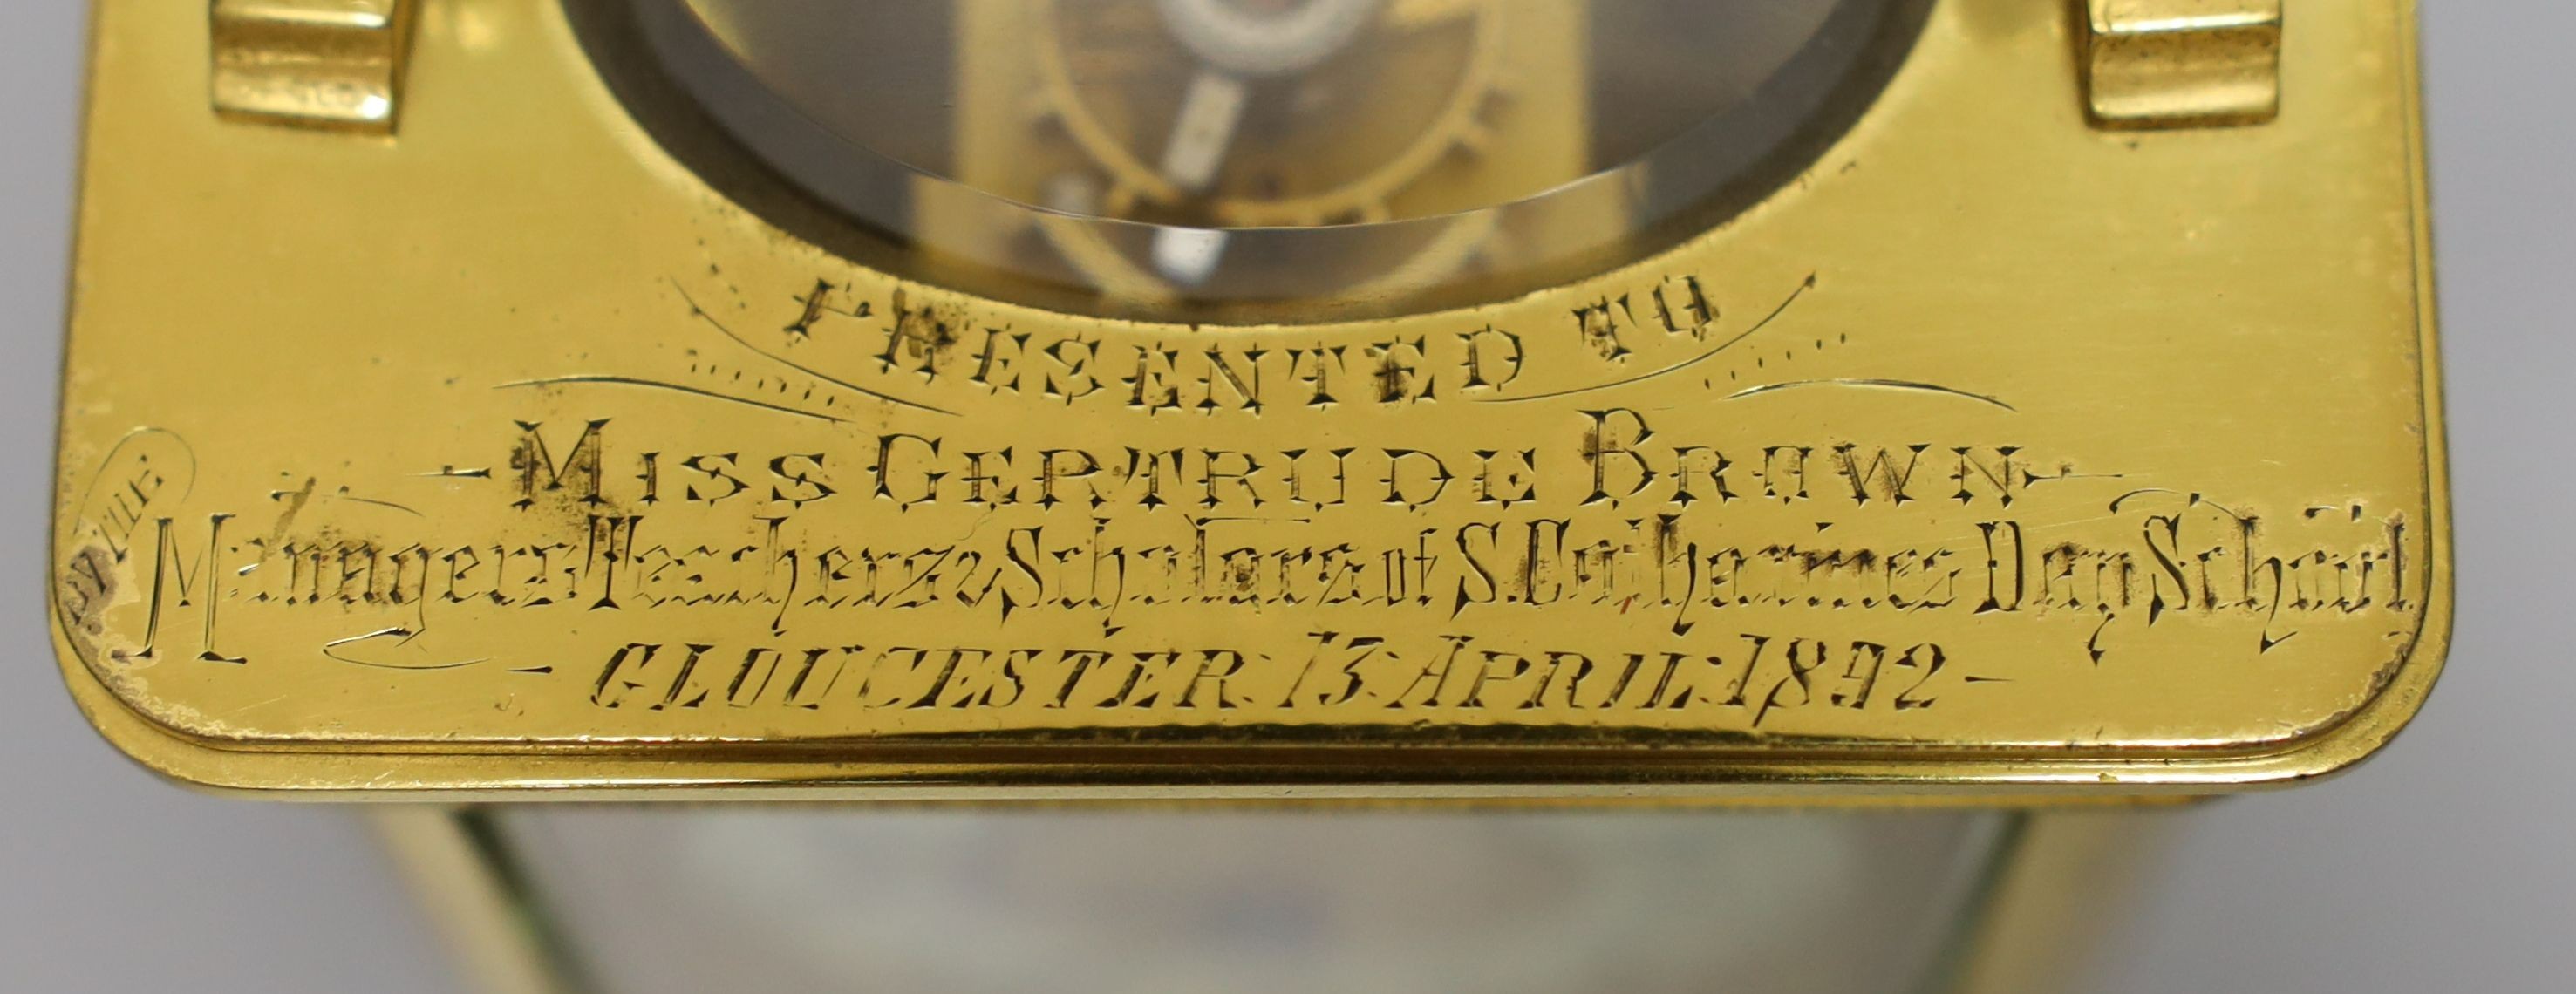 PRESENTED TO
- MISS GERTRUDE BROWN -
BY THE
Managers Teachers & Scholars of S. Catharines Day School
- GLOUCESTER: 13: APRIL: 1892 -